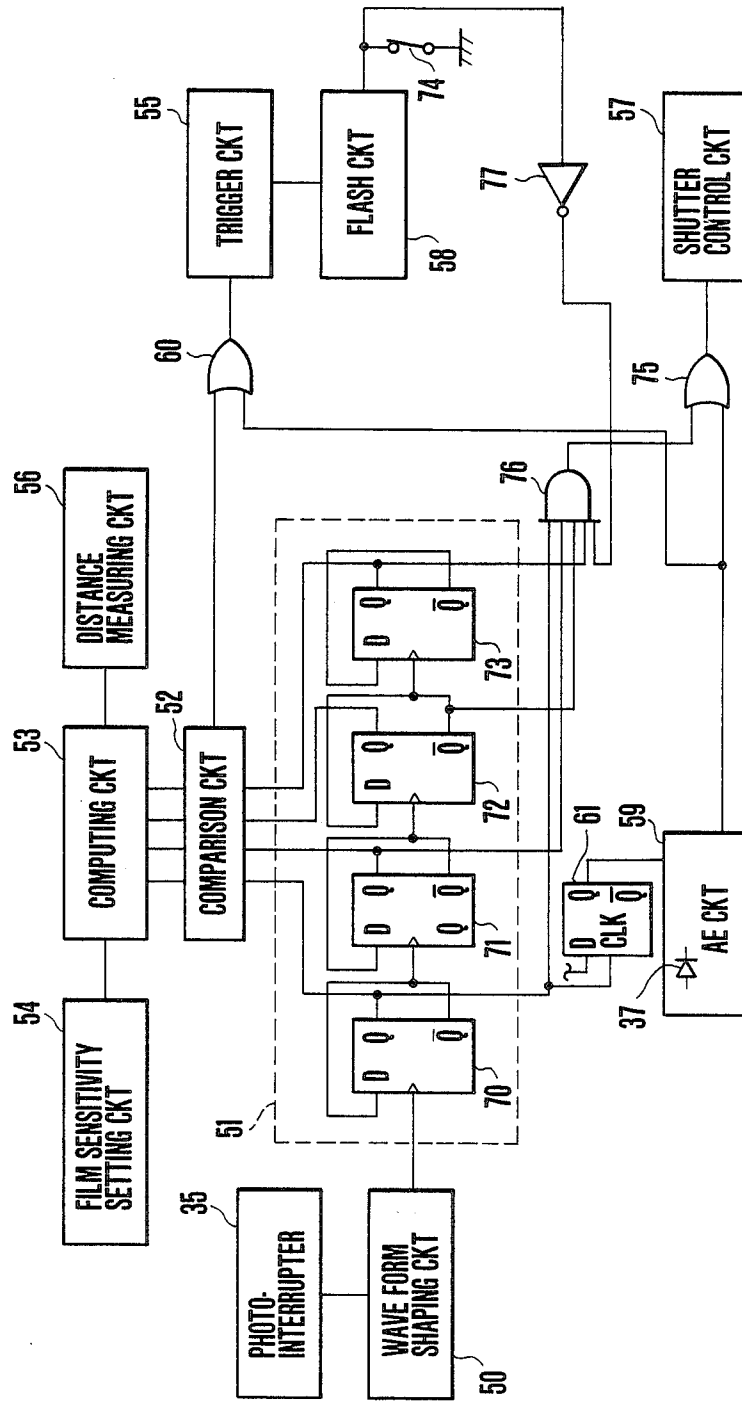 54
FILM SENSITIVITY
SETTING CKT
53
COMPUTING CKT
56
DISTANCE
MEASURING CKT
52
COMPARISON CKT
60
55
TRIGGER CKT
FLASH CKT
58
74
77
35
PHOTO-
INTERRUPTER
WAVE FORM
SHAPING CKT
50
51
D Q
Q̅
70
D Q
Q Q̅
71
D Q
Q̅
72
D Q
Q̅
73
76
61
D Q
CLK Q̅
59
AE CKT
37
75
57
SHUTTER
CONTROL CKT